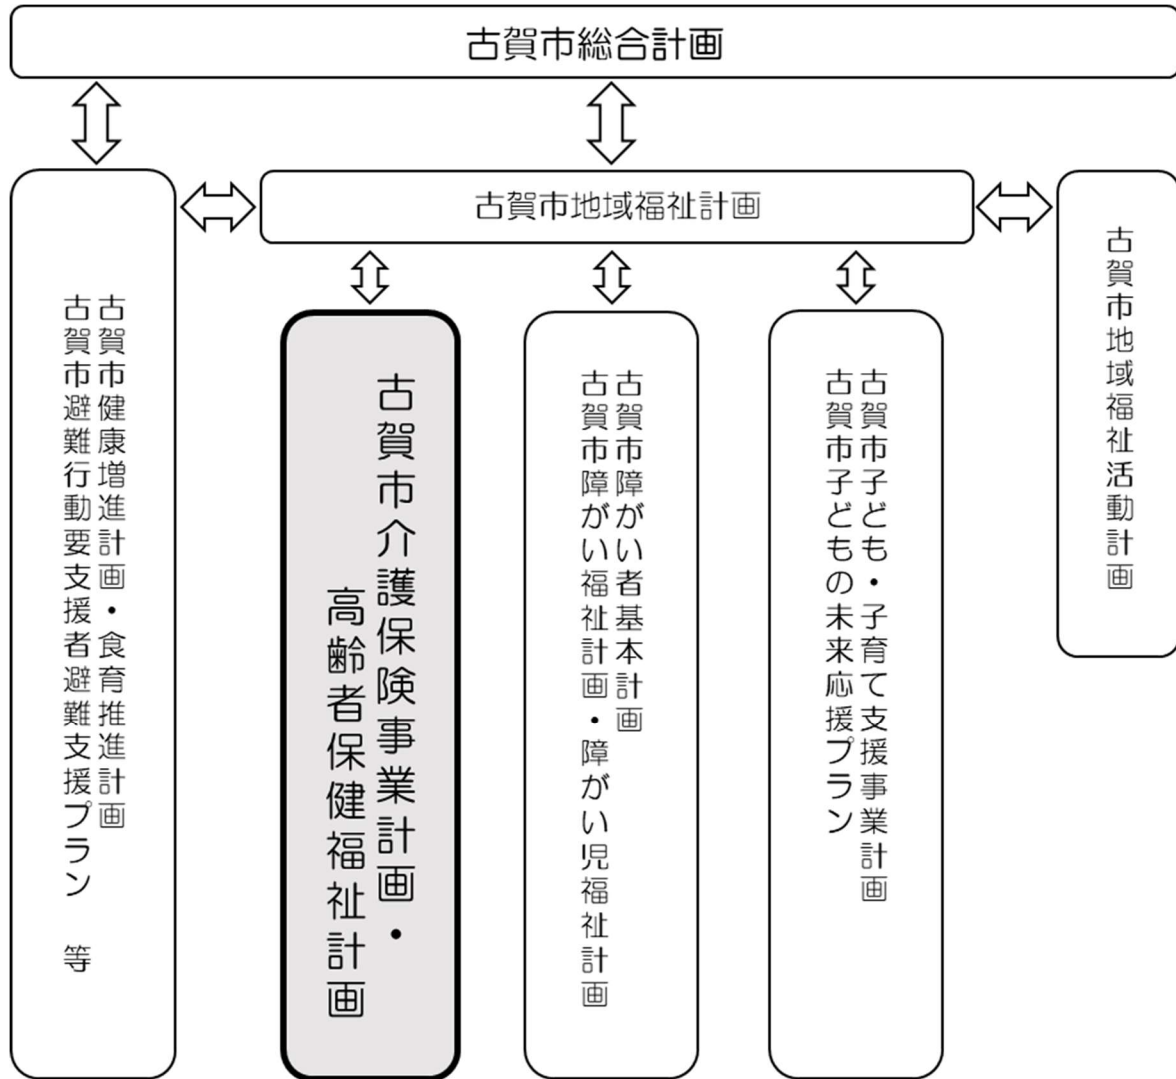 古賀市総合計画
古賀市地域福祉計画
古賀市健康増進計画・食育推進計画
古賀市避難行動要支援者避難支援プラン 等
古賀市介護保険事業計画・
高齢者保健福祉計画
古賀市障がい者基本計画
古賀市障がい福祉計画・障がい児福祉計画
古賀市子ども・子育て支援事業計画
古賀市子どもの未来応援プラン
古賀市地域福祉活動計画